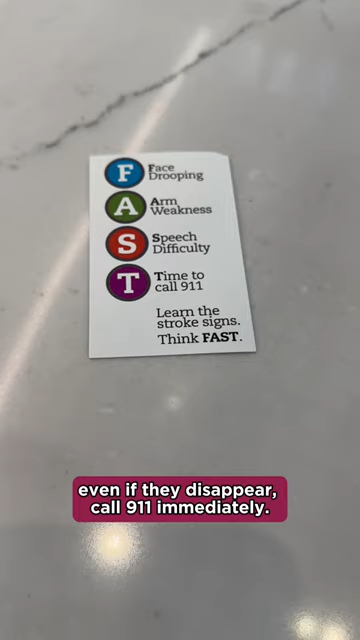 F Face
Drooping
A Arm
Weakness
S Speech
Difficulty
T Time to
call 911
Learn the
stroke signs.
Think FAST.
even if they disappear,
call 911 immediately.